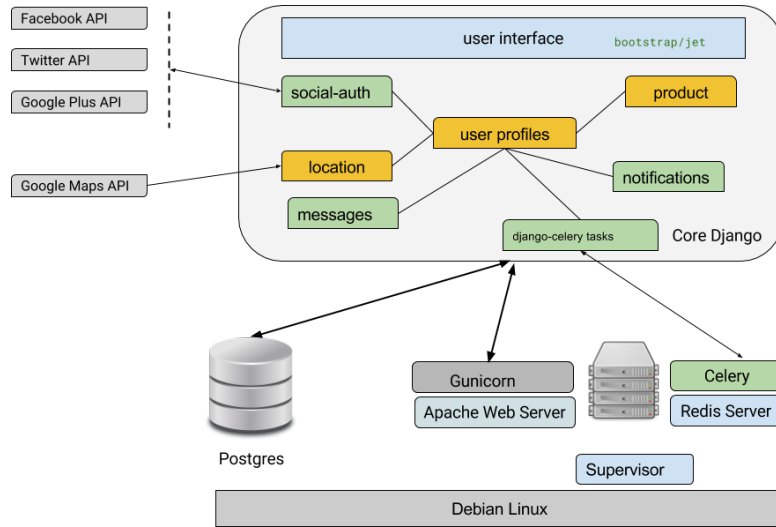 Facebook API
Twitter API
Google Plus API
Google Maps API
user interface bootstrap/jet
social-auth
product
user profiles
location
notifications
messages
django-celery tasks
Core Django
Postgres
Gunicorn
Apache Web Server
Celery
Redis Server
Supervisor
Debian Linux